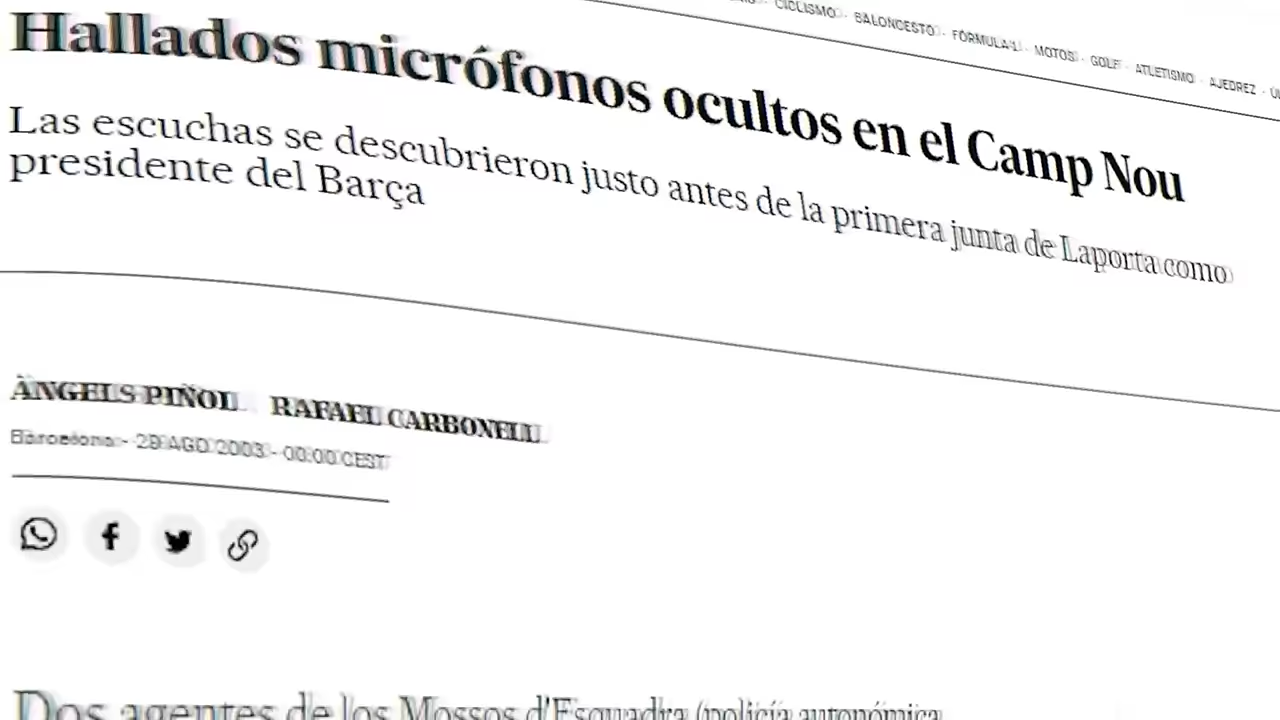 CICLISMO · BALONCESTO · FÓRMULA 1 · MOTOS · GOLF · ATLETISMO · AJEDREZ ·
Hallados micrófonos ocultos en el Camp Nou
Las escuchas se descubrieron justo antes de la primera junta de Laporta como
presidente del Barça
ÀNGELS PIÑOL RAFAEL CARBONELL
Barcelona - 29 AGO 2003 - 00:00 CEST
Dos agentes de los Mossos d'Esquadra (policía autonómica